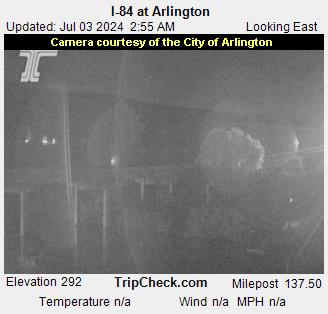 I-84 at Arlington
Updated: Jul 03 2024 2:55 AM Looking East
Camera courtesy of the City of Arlington
Elevation 292 TripCheck.com Milepost 137.50
Temperature n/a Wind n/a MPH n/a